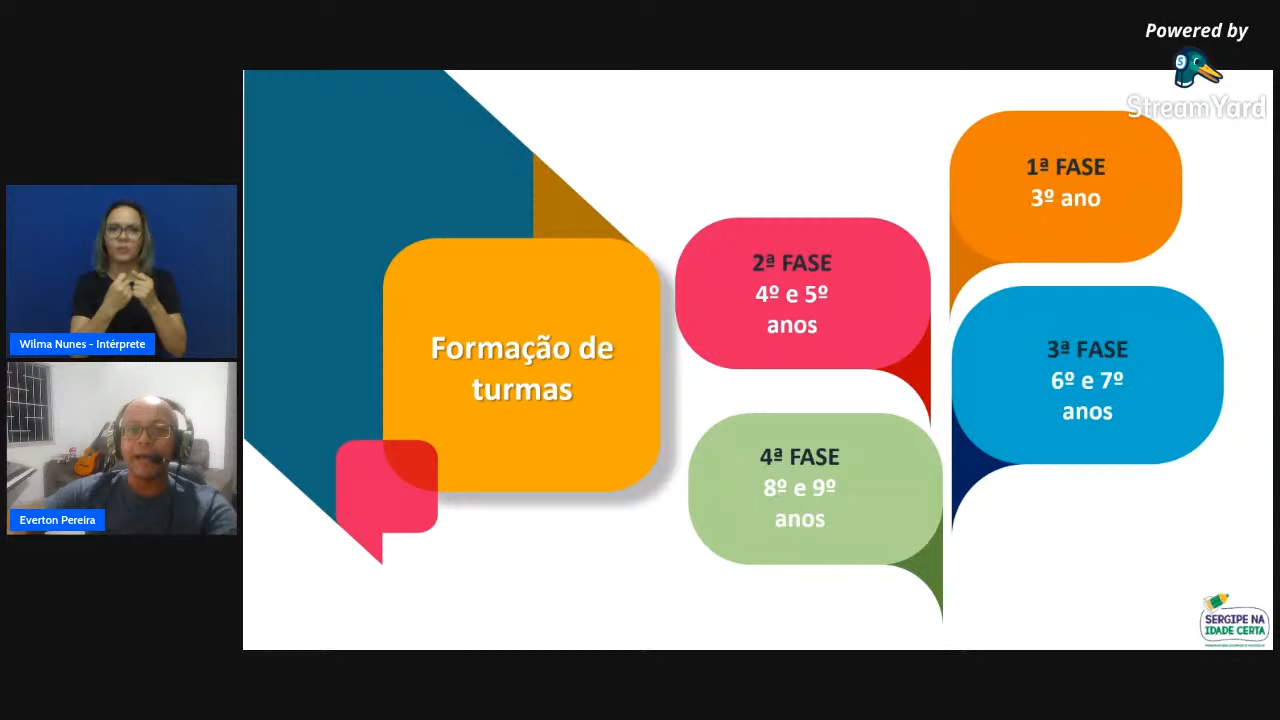 Powered by
StreamYard
Wilma Nunes - Intérprete
Everton Pereira
Formação de
turmas
1ª FASE
3º ano
2ª FASE
4º e 5º
anos
3ª FASE
6º e 7º
anos
4ª FASE
8º e 9º
anos
SERGIPE NA
IDADE CERTA